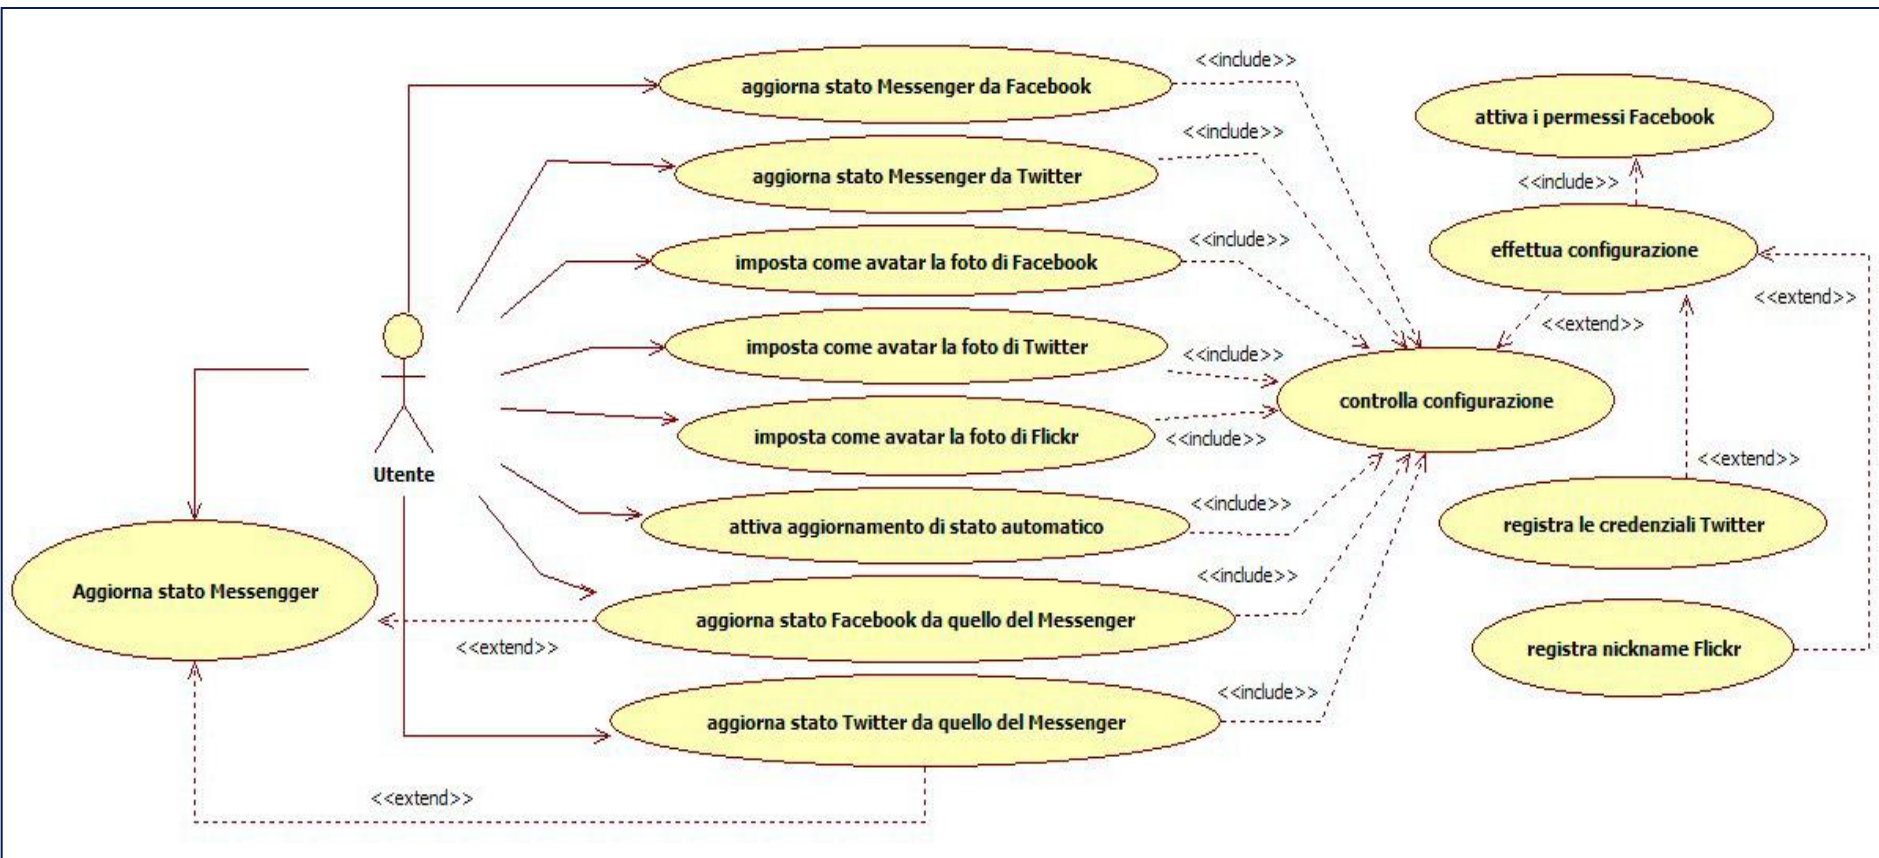 <<include>>
aggiorna stato Messenger da Facebook
attiva i permessi Facebook
<<include>>
aggiorna stato Messenger da Twitter
<<include>>
<<include>>
effettua configurazione
imposta come avatar la foto di Facebook
<<extend>>
<<extend>>
imposta come avatar la foto di Twitter
<<include>>
controlla configurazione
imposta come avatar la foto di Flickr
<<include>>
Utente
<<extend>>
<<include>>
attiva aggiornamento di stato automatico
registra le credenziali Twitter
<<include>>
Aggiorna stato Messengger
aggiorna stato Facebook da quello del Messenger
<<extend>>
registra nickname Flickr
<<include>>
aggiorna stato Twitter da quello del Messenger
<<extend>>